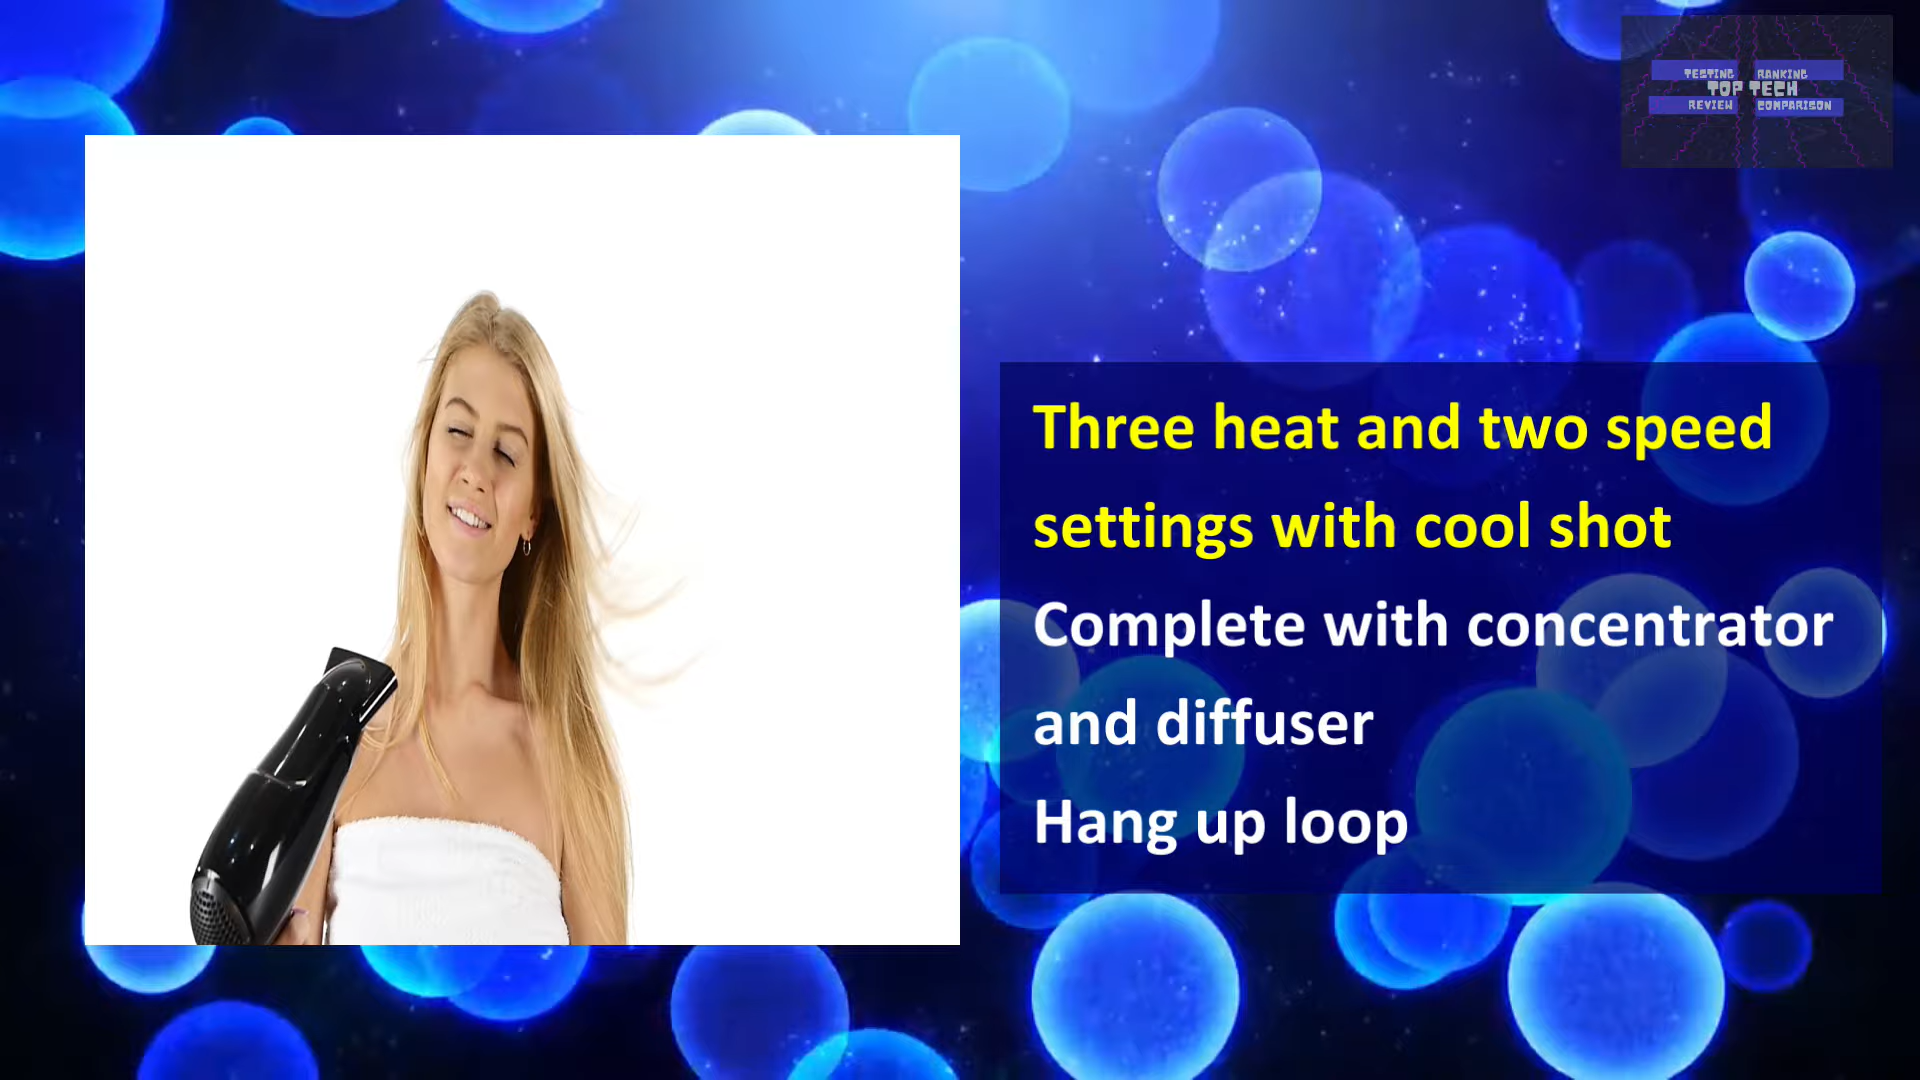 TESTING RANKING
TOP TECH
REVIEW COMPARISON
Three heat and two speed
settings with cool shot
Complete with concentrator
and diffuser
Hang up loop